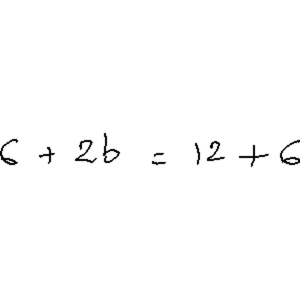 6 + 2b = 12 + 6